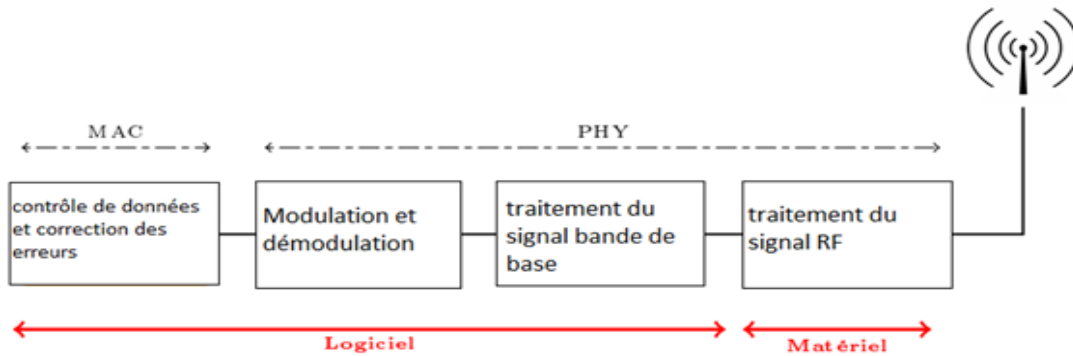 MAC
PHY
contrôle de données
et correction des
erreurs
Modulation et
démodulation
traitement du
signal bande de
base
traitement du
signal RF
Logiciel
Matériel